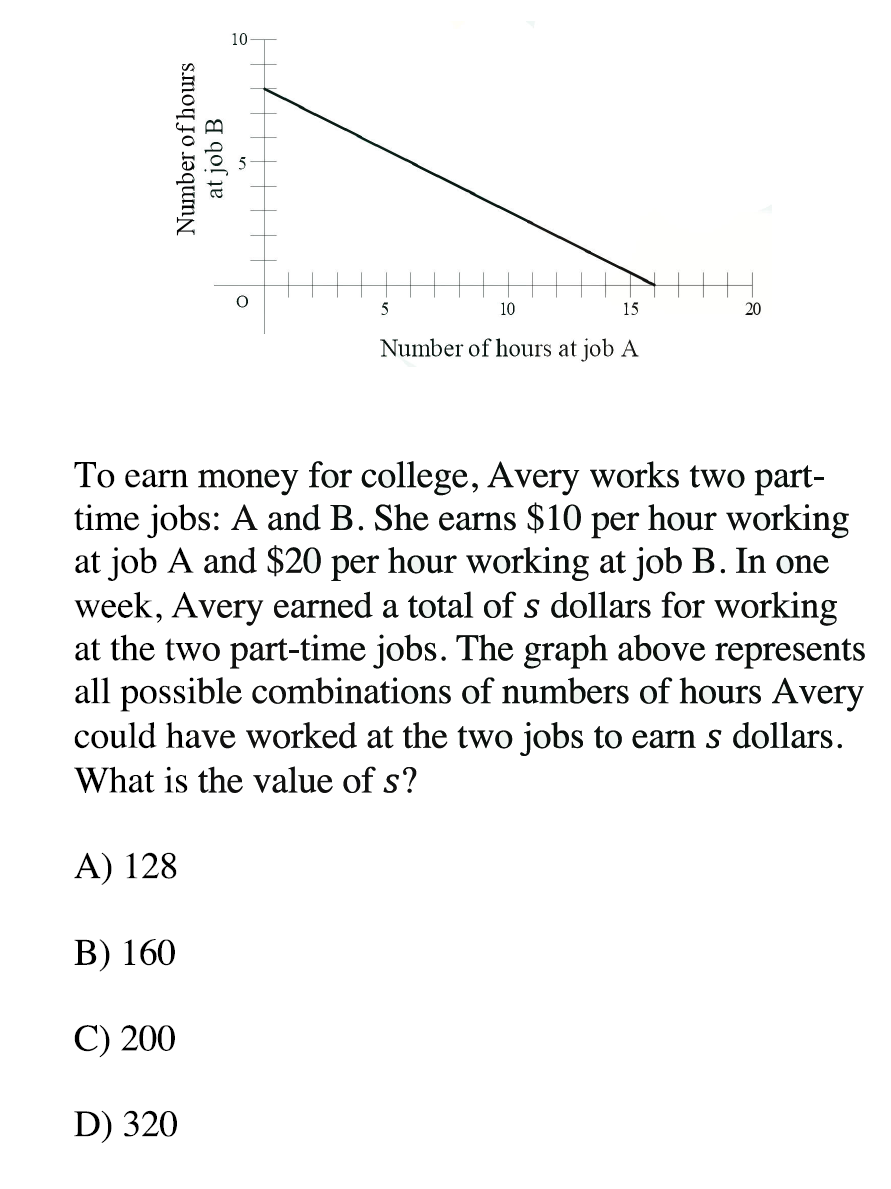 10
Number of hours
at job B
5
O
5 10 15 20
Number of hours at job A
To earn money for college, Avery works two part-
time jobs: A and B. She earns $10 per hour working
at job A and $20 per hour working at job B. In one
week, Avery earned a total of s dollars for working
at the two part-time jobs. The graph above represents
all possible combinations of numbers of hours Avery
could have worked at the two jobs to earn s dollars.
What is the value of s?
A) 128
B) 160
C) 200
D) 320